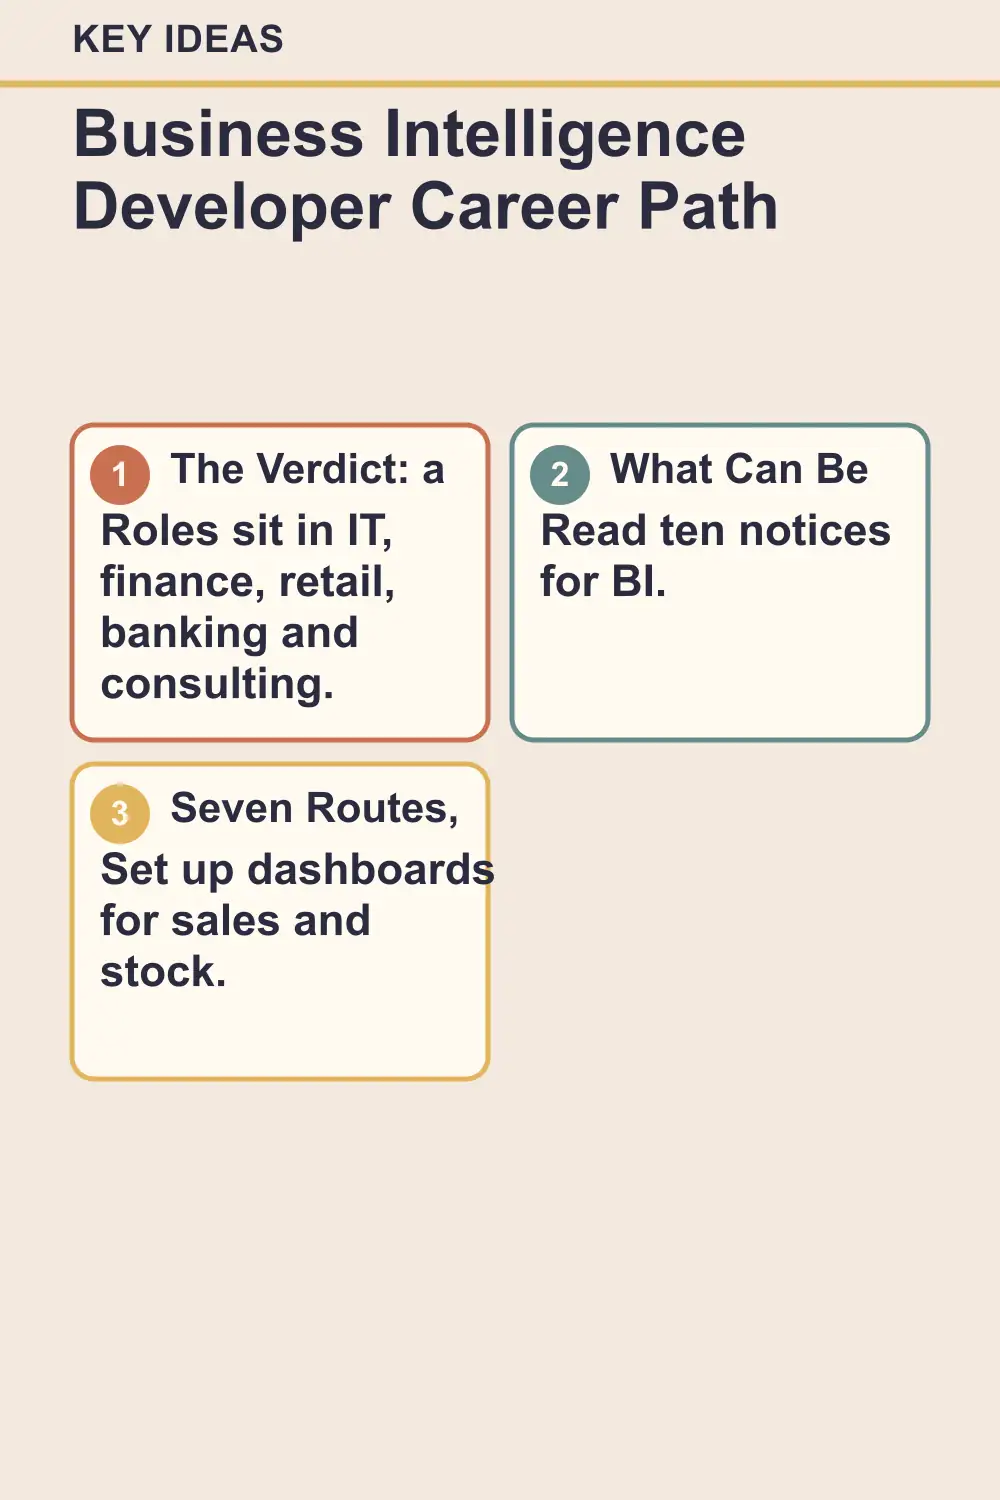 KEY IDEAS
Business Intelligence
Developer Career Path
1 The Verdict: a
Roles sit in IT,
finance, retail,
banking and
consulting.
2 What Can Be
Read ten notices
for BI.
3 Seven Routes,
Set up dashboards
for sales and
stock.